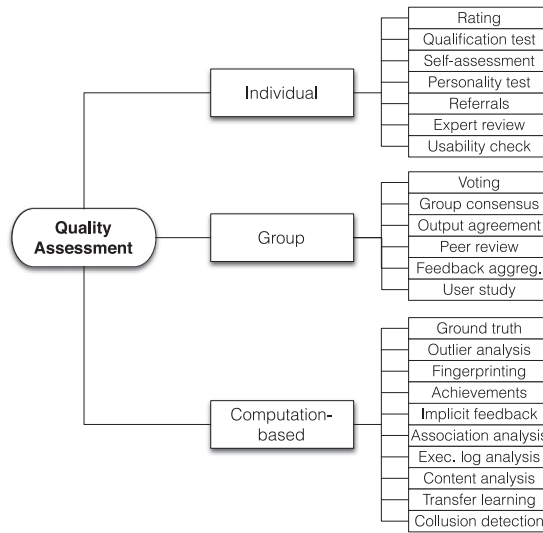 Quality
Assessment
Individual
Rating
Qualification test
Self-assessment
Personality test
Referrals
Expert review
Usability check
Group
Voting
Group consensus
Output agreement
Peer review
Feedback aggreg.
User study
Computation-
based
Ground truth
Outlier analysis
Fingerprinting
Achievements
Implicit feedback
Association analysis
Exec. log analysis
Content analysis
Transfer learning
Collusion detection